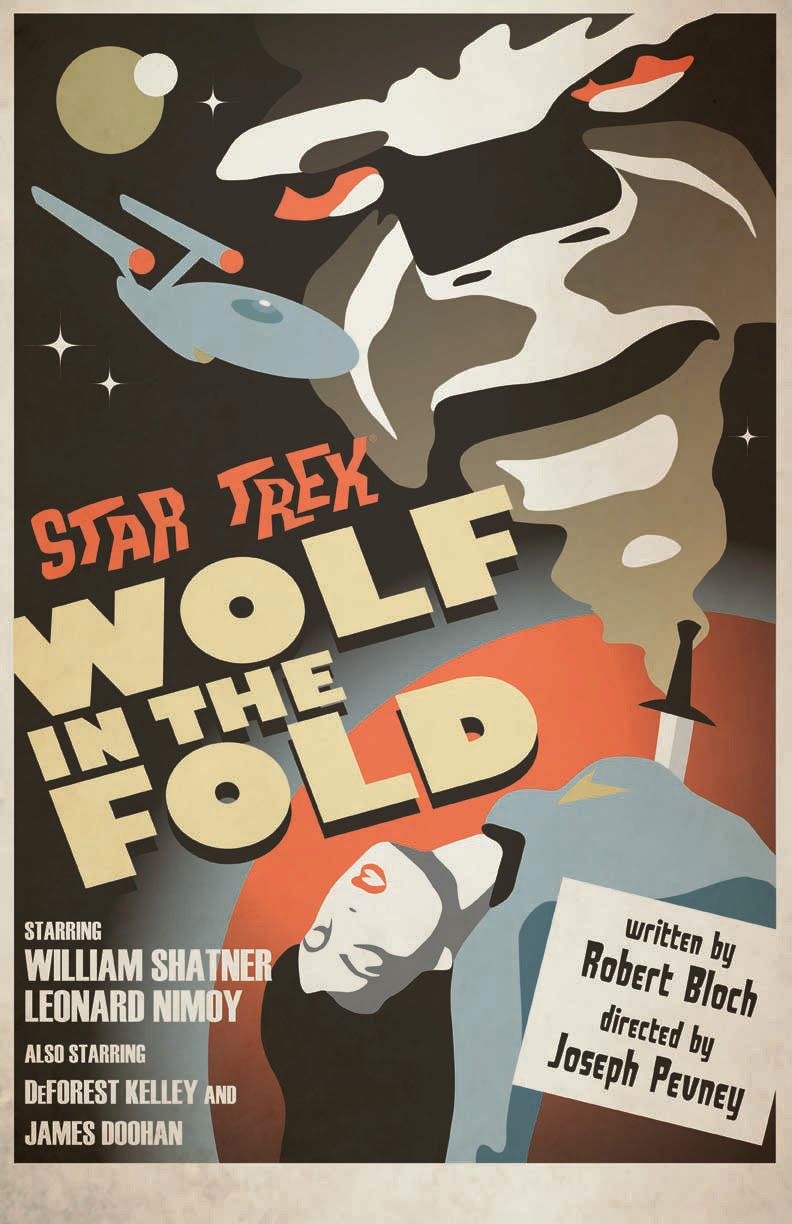 STAR TREK®
WOLF
IN THE
FOLD
STARRING
WILLIAM SHATNER
LEONARD NIMOY
ALSO STARRING
DEFOREST KELLEY AND
JAMES DOOHAN
written by
Robert Bloch
directed by
Joseph Pevney